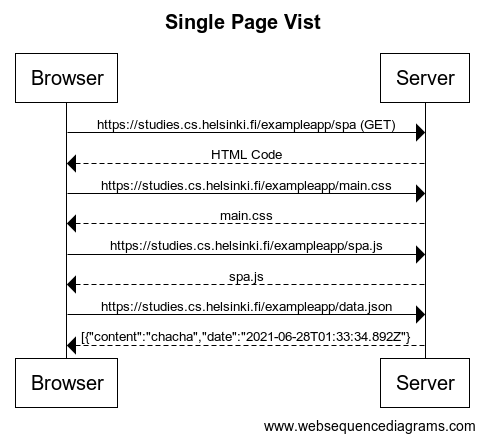 Single Page Vist
Browser Server
https://studies.cs.helsinki.fi/exampleapp/spa (GET)
HTML Code
https://studies.cs.helsinki.fi/exampleapp/main.css
main.css
https://studies.cs.helsinki.fi/exampleapp/spa.js
spa.js
https://studies.cs.helsinki.fi/exampleapp/data.json
[{"content":"chacha","date":"2021-06-28T01:33:34.892Z"}
Browser Server
www.websequencediagrams.com